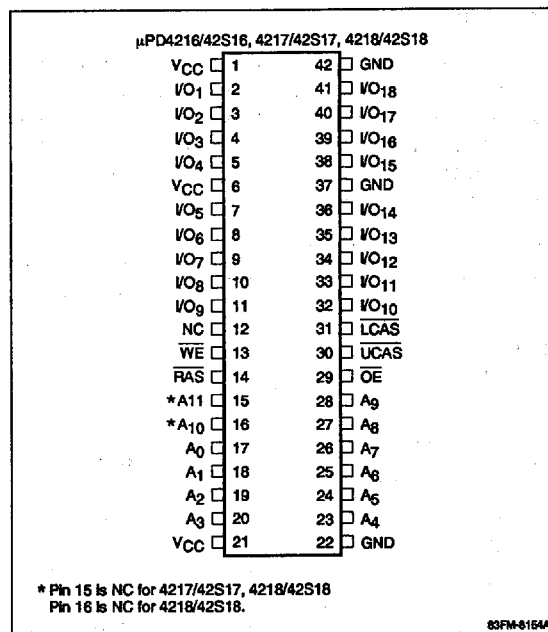 μPD4216/42S16, 4217/42S17, 4218/42S18
VCC 1 42 GND
I/O1 2 41 I/O18
I/O2 3 40 I/O17
I/O3 4 39 I/O16
I/O4 5 38 I/O15
VCC 6 37 GND
I/O5 7 36 I/O14
I/O6 8 35 I/O13
I/O7 9 34 I/O12
I/O8 10 33 I/O11
I/O9 11 32 I/O10
NC 12 31 LCAS
WE 13 30 UCAS
RAS 14 29 OE
*A11 15 28 A9
*A10 16 27 A8
A0 17 26 A7
A1 18 25 A6
A2 19 24 A5
A3 20 23 A4
VCC 21 22 GND
* Pin 15 is NC for 4217/42S17, 4218/42S18
Pin 16 is NC for 4218/42S18.
83FM-8154A